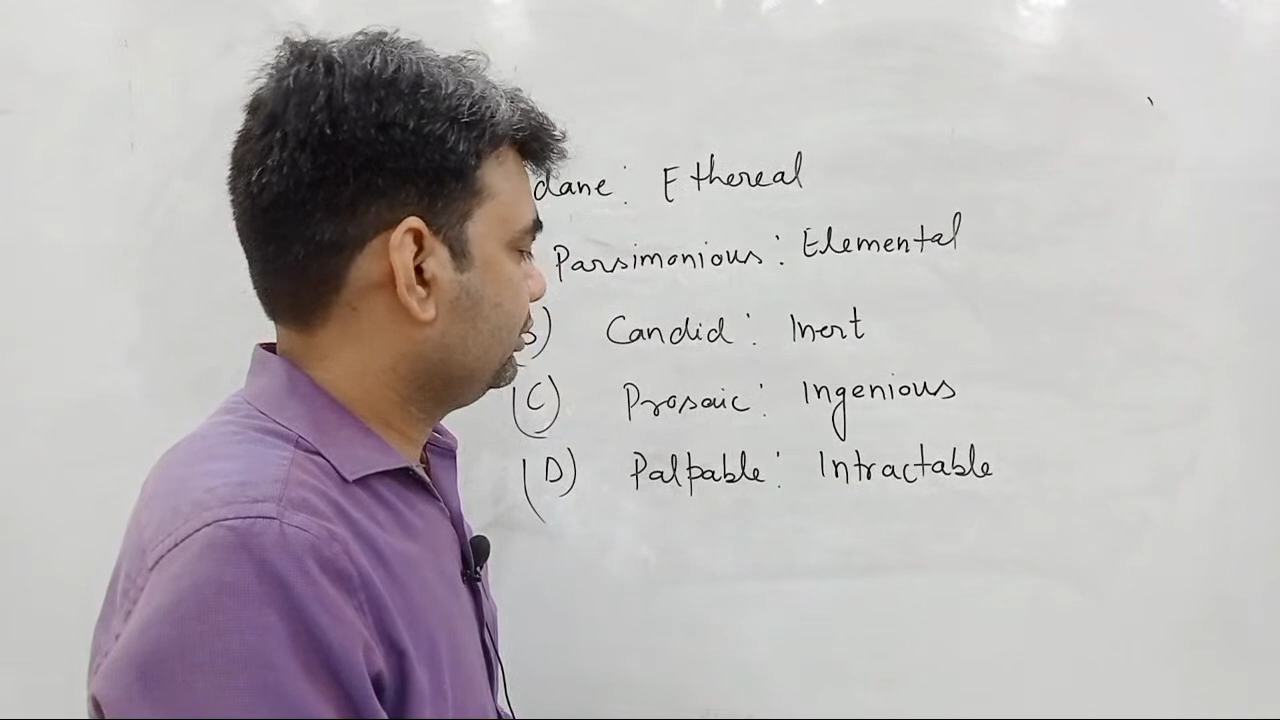 dane : Ethereal
Parsimonious : Elemental
) Candid : Inert
(C) Prosaic : Ingenious
(D) Palpable : Intractable